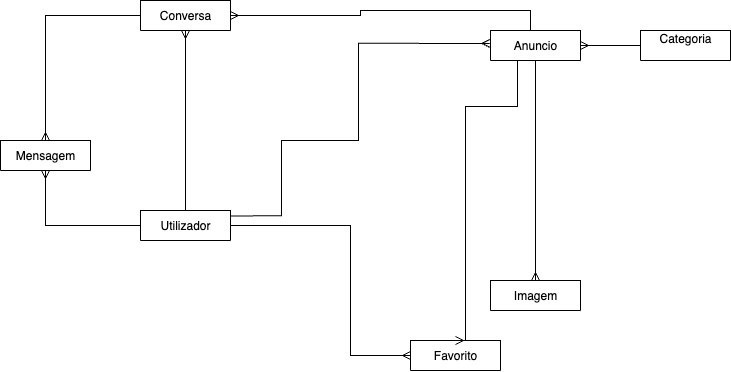 Conversa
Anuncio
Categoria
Mensagem
Utilizador
Imagem
Favorito